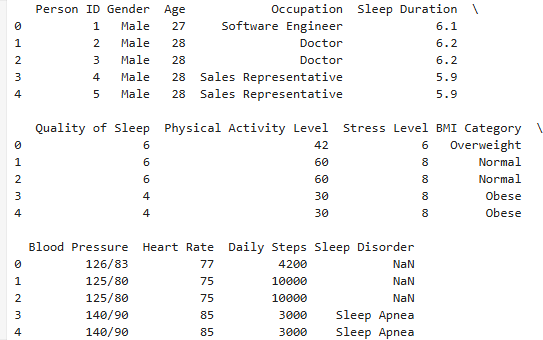 Person ID Gender Age Occupation Sleep Duration \
0 1 Male 27 Software Engineer 6.1
1 2 Male 28 Doctor 6.2
2 3 Male 28 Doctor 6.2
3 4 Male 28 Sales Representative 5.9
4 5 Male 28 Sales Representative 5.9
Quality of Sleep Physical Activity Level Stress Level BMI Category \
0 6 42 6 Overweight
1 6 60 8 Normal
2 6 60 8 Normal
3 4 30 8 Obese
4 4 30 8 Obese
Blood Pressure Heart Rate Daily Steps Sleep Disorder
0 126/83 77 4200 NaN
1 125/80 75 10000 NaN
2 125/80 75 10000 NaN
3 140/90 85 3000 Sleep Apnea
4 140/90 85 3000 Sleep Apnea